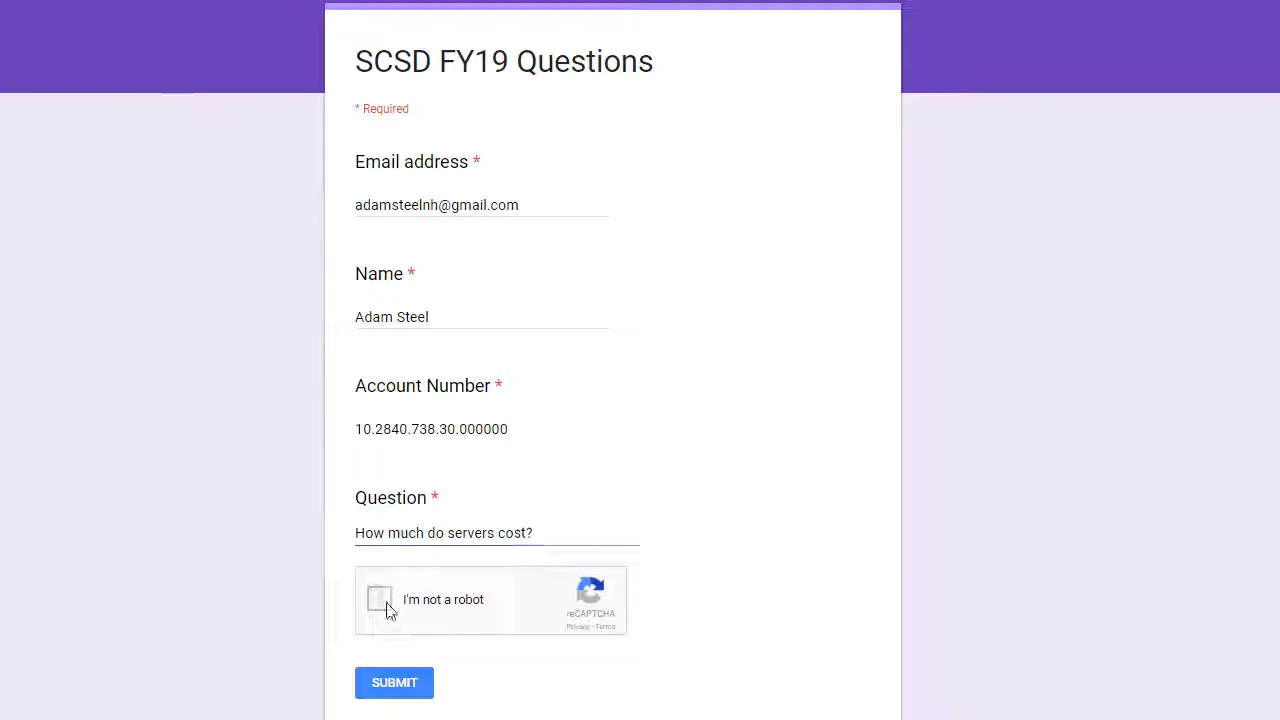 SCSD FY19 Questions
* Required
Email address *
adamsteelnh@gmail.com
Name *
Adam Steel
Account Number *
10.2840.738.30.000000
Question *
How much do servers cost?
I'm not a robot
reCAPTCHA
Privacy - Terms
SUBMIT